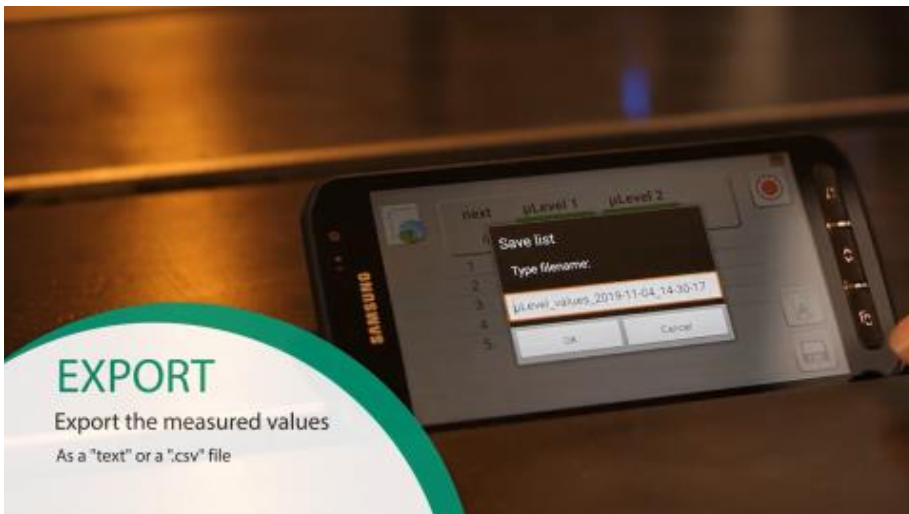 next µLevel 1 µLevel 2
Save list
Type filename:
µLevel_values_2019-11-04_14-30-17
OK Cancel
1
2
3
4
5
SAMSUNG
EXPORT
Export the measured values
As a "text" or a ".csv" file